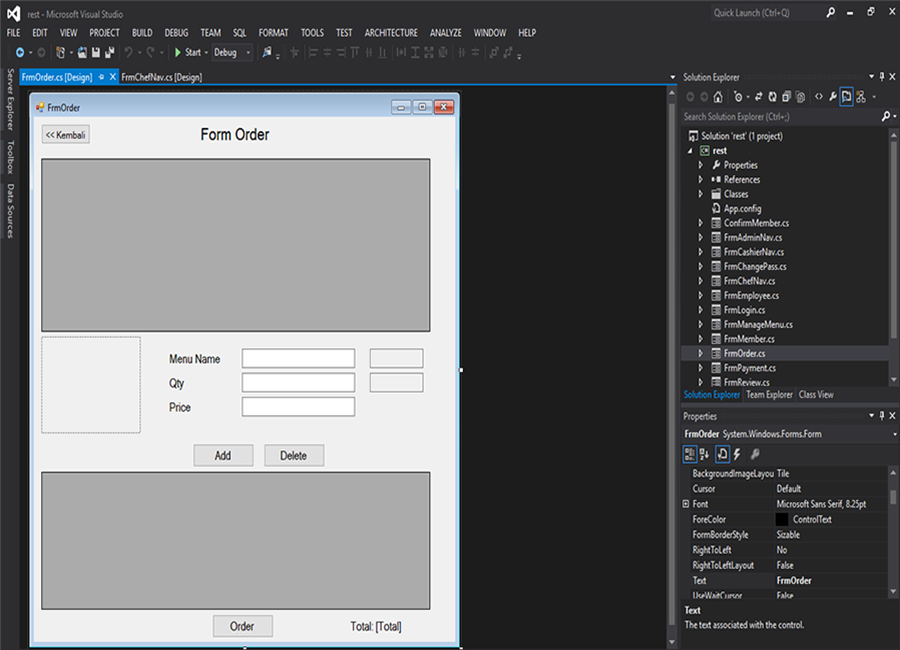 rest - Microsoft Visual Studio
Quick Launch (Ctrl+Q)
FILE EDIT VIEW PROJECT BUILD DEBUG TEAM SQL FORMAT TOOLS TEST ARCHITECTURE ANALYZE WINDOW HELP
Start Debug
Server Explorer
Toolbox
Data Sources
FrmOrder.cs [Design] FrmChefNav.cs [Design]
FrmOrder
<< Kembali
Form Order
Menu Name
Qty
Price
Add Delete
Order Total: [Total]
Solution Explorer
Search Solution Explorer (Ctrl+;)
Solution 'rest' (1 project)
rest
Properties
References
Classes
App.config
ConfirmMember.cs
FrmAdminNav.cs
FrmCashierNav.cs
FrmChangePass.cs
FrmChefNav.cs
FrmEmployee.cs
FrmLogin.cs
FrmManageMenu.cs
FrmMember.cs
FrmOrder.cs
FrmPayment.cs
FrmReview.cs
Solution Explorer Team Explorer Class View
Properties
FrmOrder System.Windows.Forms.Form
BackgroundImageLayou Tile
Cursor Default
Font Microsoft Sans Serif, 8.25pt
ForeColor ControlText
FormBorderStyle Sizable
RightToLeft No
RightToLeftLayout False
Text FrmOrder
UseWaitCursor False
Text
The text associated with the control.